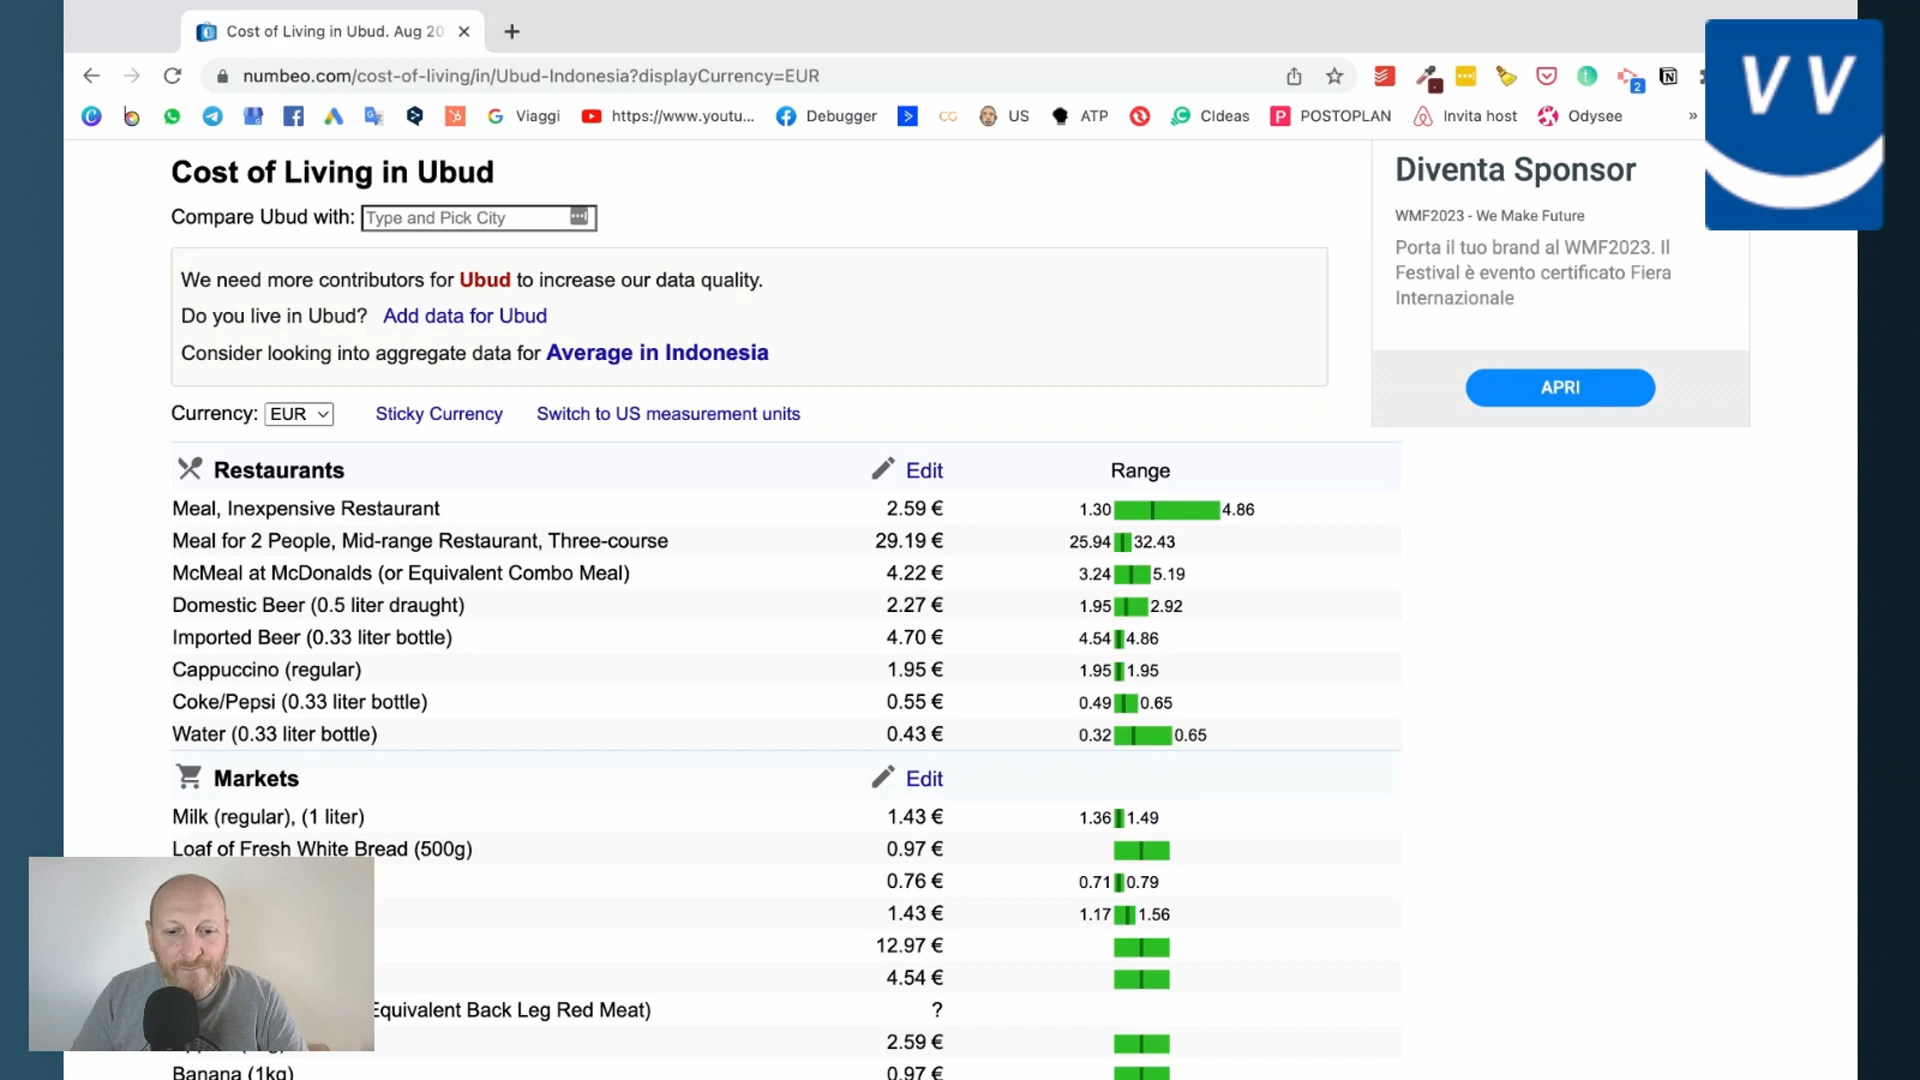 Cost of Living in Ubud. Aug 20
numbeo.com/cost-of-living/in/Ubud-Indonesia?displayCurrency=EUR
2
Viaggi
https://www.youtu...
Debugger
CG
US
ATP
CIdeas
POSTOPLAN
Invita host
Odysee
»
VV
Cost of Living in Ubud
Compare Ubud with: Type and Pick City
We need more contributors for Ubud to increase our data quality.
Do you live in Ubud? Add data for Ubud
Consider looking into aggregate data for Average in Indonesia
Currency: EUR Sticky Currency Switch to US measurement units
Diventa Sponsor
WMF2023 - We Make Future
Porta il tuo brand al WMF2023. Il
Festival è evento certificato Fiera
Internazionale
APRI
Restaurants Edit Range
Meal, Inexpensive Restaurant 2.59 € 1.30 4.86
Meal for 2 People, Mid-range Restaurant, Three-course 29.19 € 25.94 32.43
McMeal at McDonalds (or Equivalent Combo Meal) 4.22 € 3.24 5.19
Domestic Beer (0.5 liter draught) 2.27 € 1.95 2.92
Imported Beer (0.33 liter bottle) 4.70 € 4.54 4.86
Cappuccino (regular) 1.95 € 1.95 1.95
Coke/Pepsi (0.33 liter bottle) 0.55 € 0.49 0.65
Water (0.33 liter bottle) 0.43 € 0.32 0.65
Markets Edit
Milk (regular), (1 liter) 1.43 € 1.36 1.49
Loaf of Fresh White Bread (500g) 0.97 €
0.76 € 0.71 0.79
1.43 € 1.17 1.56
12.97 €
4.54 €
Equivalent Back Leg Red Meat) ?
2.59 €
Banana (1kg) 0.97 €